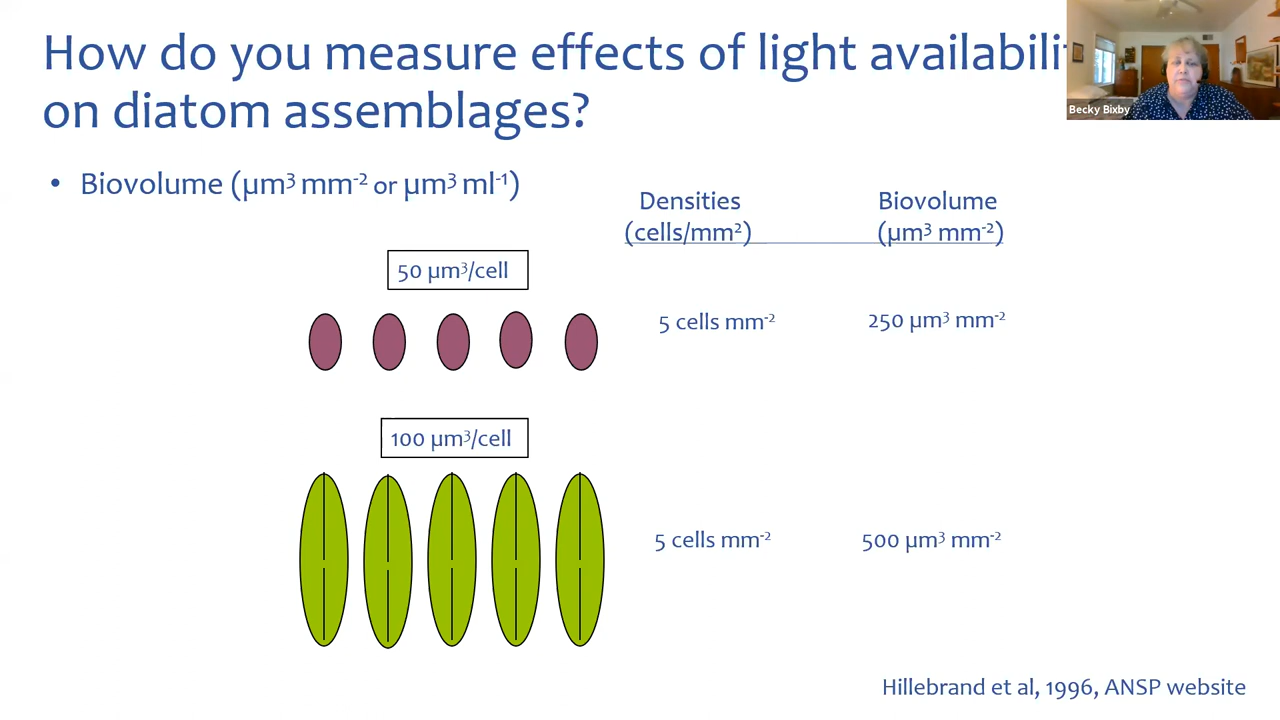 How do you measure effects of light availabili
on diatom assemblages?
Becky Bixby
• Biovolume (µm³ mm⁻² or µm³ ml⁻¹)
Densities
(cells/mm²)
Biovolume
(µm³ mm⁻²)
50 µm³/cell
5 cells mm⁻²
250 µm³ mm⁻²
100 µm³/cell
5 cells mm⁻²
500 µm³ mm⁻²
Hillebrand et al, 1996, ANSP website